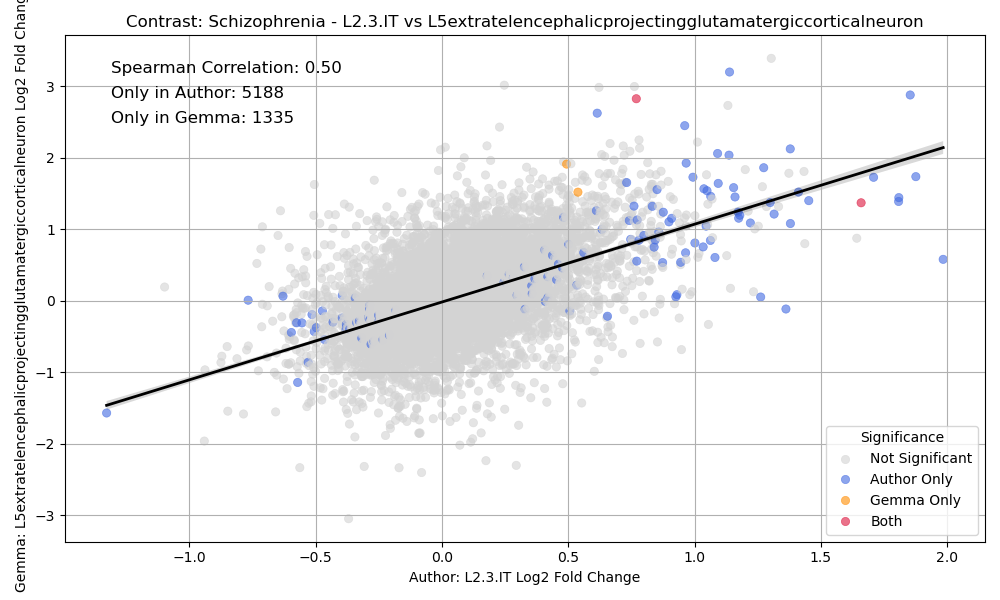 Contrast: Schizophrenia - L2.3.IT vs L5extratelencephalicprojectingglutamatergiccorticalneuron
Gemma: L5extratelencephalicprojectingglutamatergiccorticalneuron Log2 Fold Chang
Spearman Correlation: 0.50
Only in Author: 5188
Only in Gemma: 1335
3
2
1
0
−1
−2
−3
Significance
Not Significant
Author Only
Gemma Only
Both
−1.0
−0.5
0.0
0.5
1.0
1.5
2.0
Author: L2.3.IT Log2 Fold Change